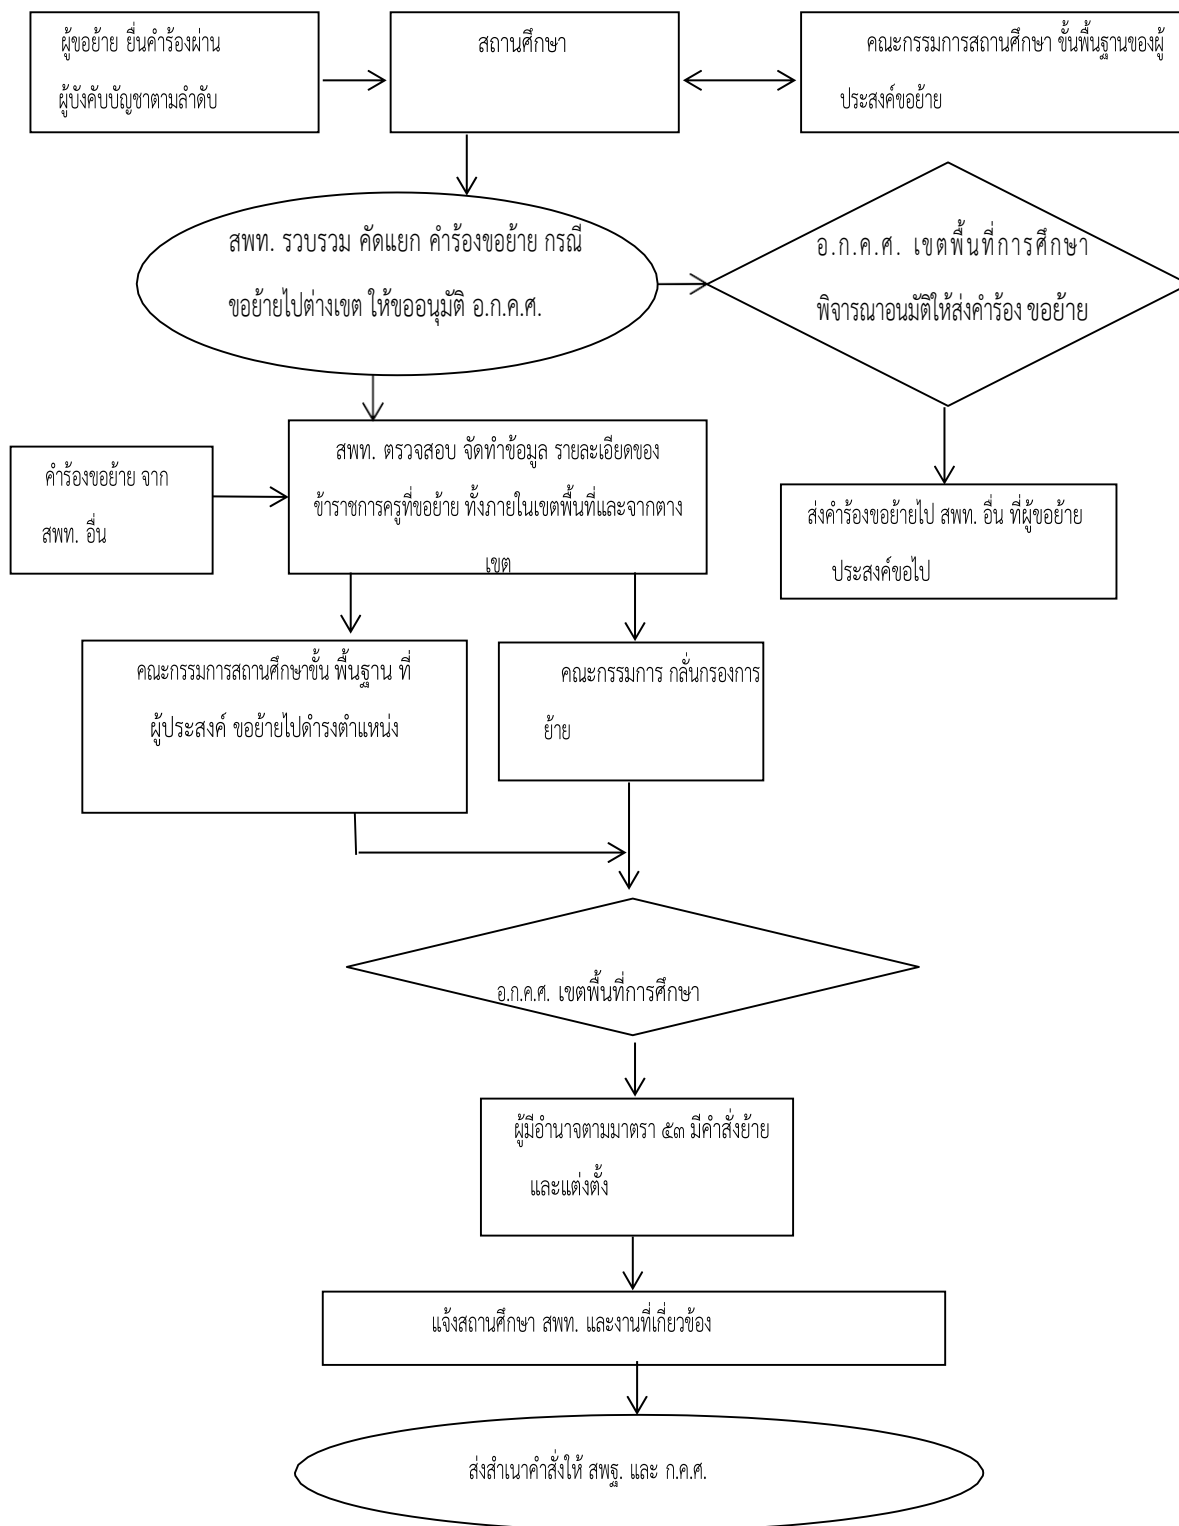 ผู้ขอย้าย ยื่นคำร้องผ่าน
ผู้บังคับบัญชาตามลำดับ
สถานศึกษา
คณะกรรมการสถานศึกษา ขั้นพื้นฐานของผู้
ประสงค์ขอย้าย
สพท. รวบรวม คัดแยก คำร้องขอย้าย กรณี
ขอย้ายไปต่างเขต ให้ขออนุมัติ อ.ก.ค.ศ.
อ.ก.ค.ศ. เขตพื้นที่การศึกษา
พิจารณาอนมัติให้ส่งคำร้อง ขอย้าย
คำร้องขอย้าย จาก
สพท. อื่น
สพท. ตรวจสอบ จัดทำข้อมูล รายละเอียดของ
ข้าราชการครูที่ขอย้าย ทั้งภายในเขตพื้นที่และจากตาง
เขต
ส่งคำร้องขอย้ายไป สพท. อื่น ที่ผู้ขอย้าย
ประสงค์ขอไป
คณะกรรมการสถานศึกษาขั้น พื้นฐาน ที่
ผู้ประสงค์ ขอย้ายไปดำรงตำแหน่ง
คณะกรรมการ กลั่นกรองการ
ย้าย
อ.ก.ค.ศ. เขตพื้นที่การศึกษา
ผู้มีอำนาจตามมาตรา ๕๓ มีคำสั่งย้าย
และแต่งตั้ง
แจ้งสถานศึกษา สพท. และงานที่เกี่ยวข้อง
ส่งสำเนาคำสั่งให้ สพฐ. และ ก.ค.ศ.